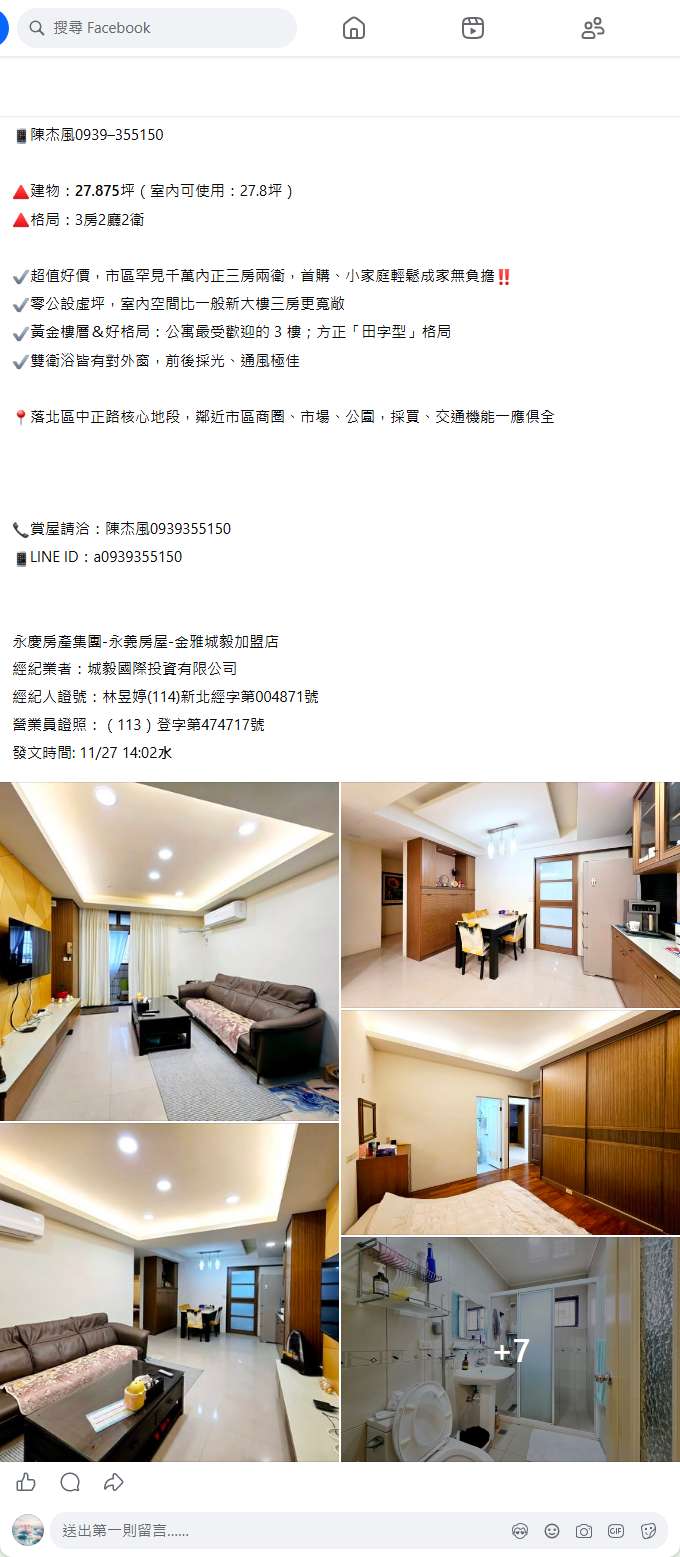 搜尋 Facebook
陳杰風0939–355150
建物：27.875坪（室內可使用：27.8坪）
格局：3房2廳2衛
超值好價，市區罕見千萬內正三房兩衛，首購、小家庭輕鬆成家無負擔‼️
零公設虛坪，室內空間比一般新大樓三房更寬敞
黃金樓層＆好格局：公寓最受歡迎的 3 樓；方正「田字型」格局
雙衛浴皆有對外窗，前後採光、通風極佳
落北區中正路核心地段，鄰近市區商圈、市場、公園，採買、交通機能一應俱全
賞屋請洽：陳杰風0939355150
LINE ID：a0939355150
永慶房產集團-永義房屋-金雅城毅加盟店
經紀業者：城毅國際投資有限公司
經紀人證號：林昱婷(114)新北經字第004871號
營業員證照：（113）登字第474717號
發文時間: 11/27 14:02水
+7
送出第一則留言......
GIF